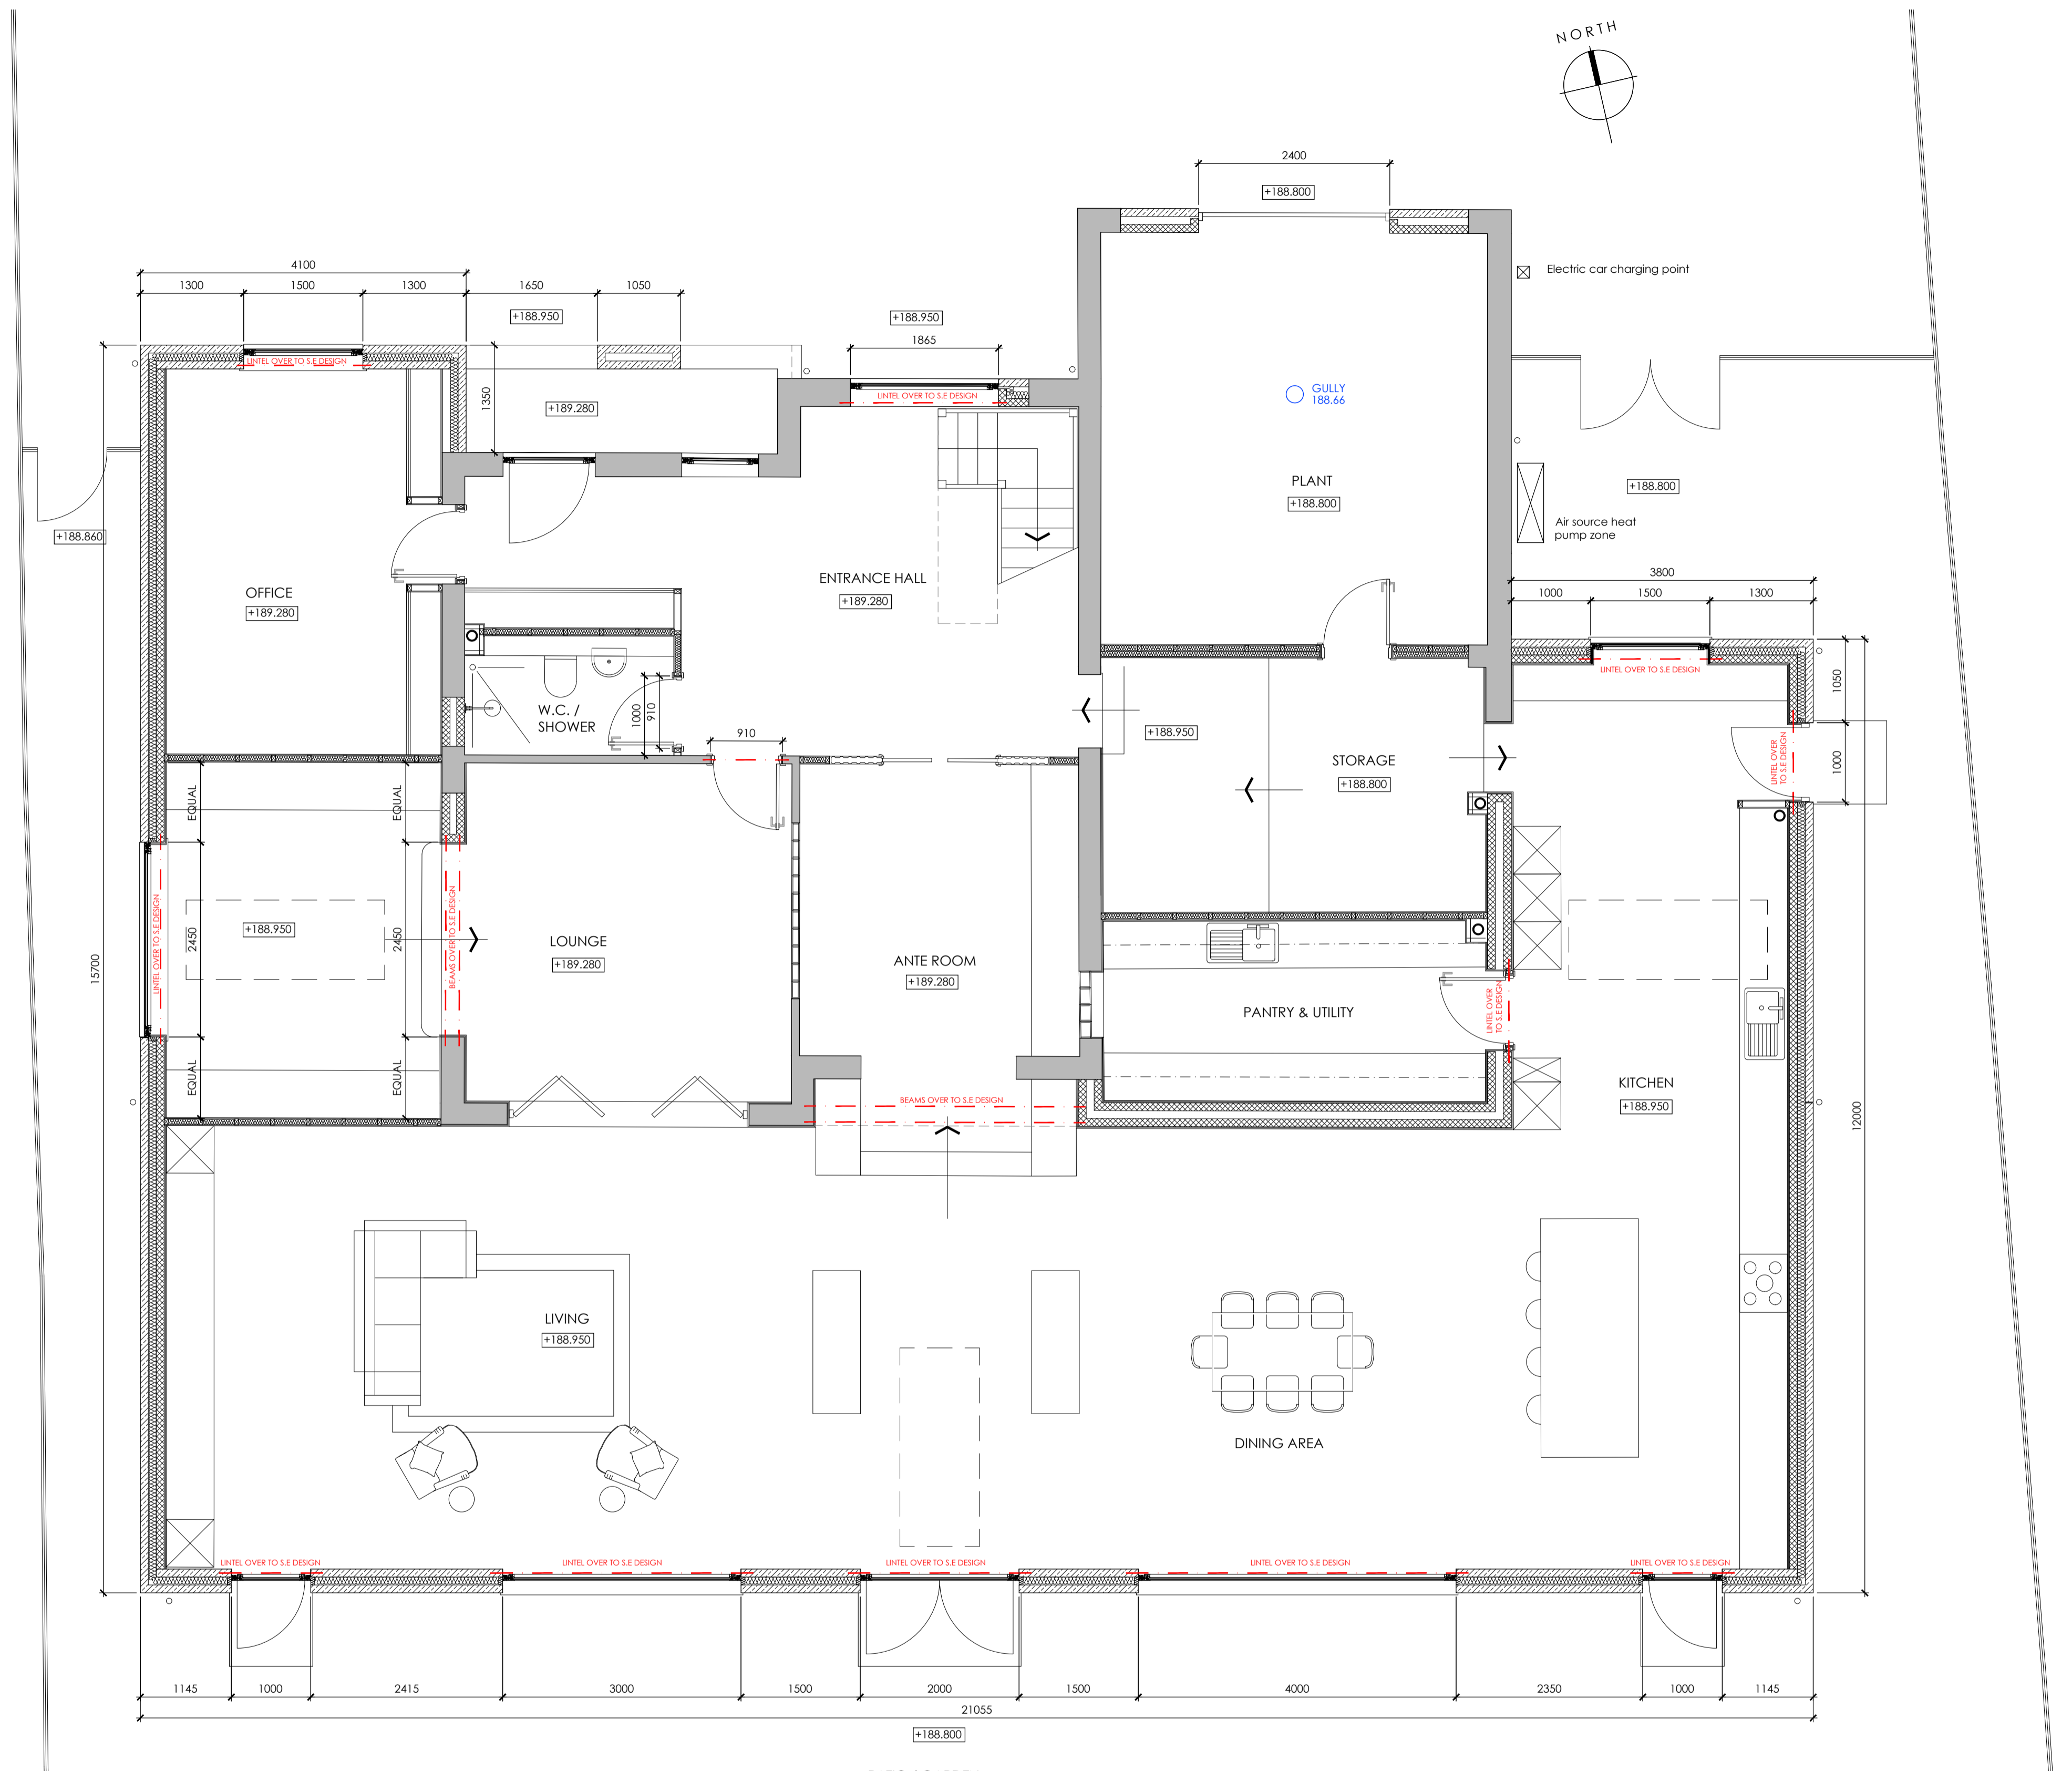 NORTH
2400
+188.800
4100
1300
1500
1300
1650
1050
+188.950
+188.950
1865
Electric car charging point
LINTEL OVER TO S.E DESIGN
1350
+189.280
LINTEL OVER TO S.E DESIGN
GULLY
188.66
PLANT
+188.800
+188.800
Air source heat
pump zone
+188.860
OFFICE
+189.280
ENTRANCE HALL
+189.280
3800
1000
1500
1300
LINTEL OVER TO S.E DESIGN
1050
W.C. /
SHOWER
1000
910
910
+188.950
STORAGE
+188.800
LINTEL OVER
TO S.E DESIGN
1000
EQUAL
EQUAL
15700
LINTEL OVER TO S.E DESIGN
2450
+188.950
2450
BEAMS OVER TO S.E DESIGN
LOUNGE
+189.280
ANTE ROOM
+189.280
PANTRY & UTILITY
LINTEL OVER
TO S.E DESIGN
KITCHEN
+188.950
12000
EQUAL
EQUAL
BEAMS OVER TO S.E DESIGN
LIVING
+188.950
DINING AREA
LINTEL OVER TO S.E DESIGN
LINTEL OVER TO S.E DESIGN
LINTEL OVER TO S.E DESIGN
LINTEL OVER TO S.E DESIGN
LINTEL OVER TO S.E DESIGN
1145
1000
2415
3000
1500
2000
1500
4000
2350
1000
1145
21055
+188.800